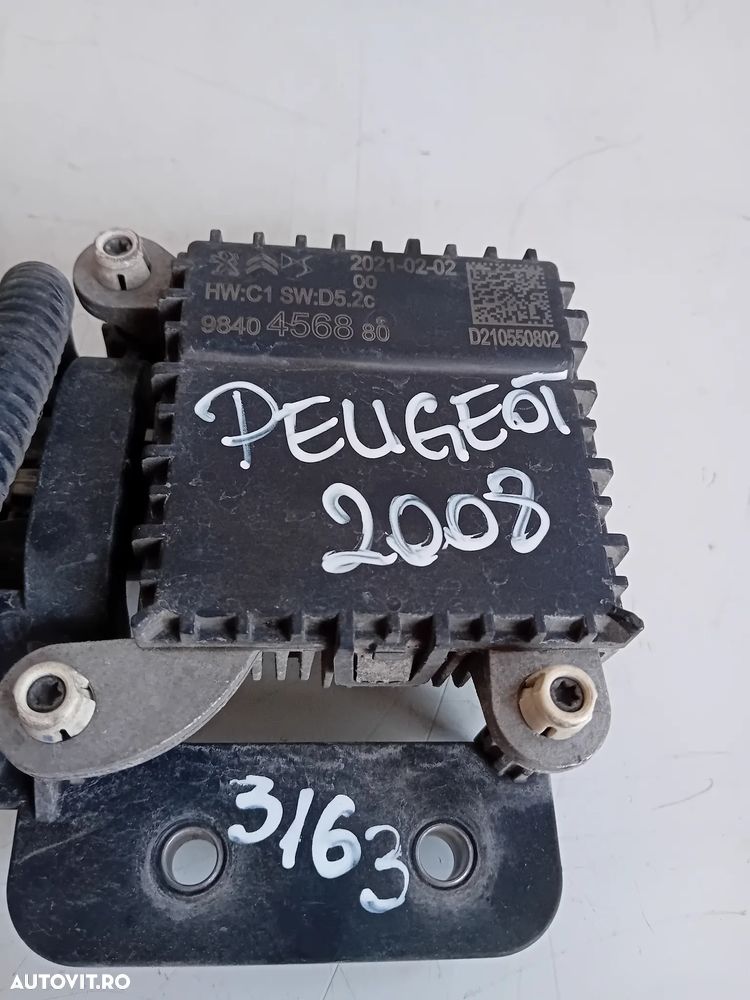 2021-02-02
00
HW:C1 SW:D5.2c
9840 4568 80
D210550802
PEUGEOT
2008
3163
AUTOVIT.RO